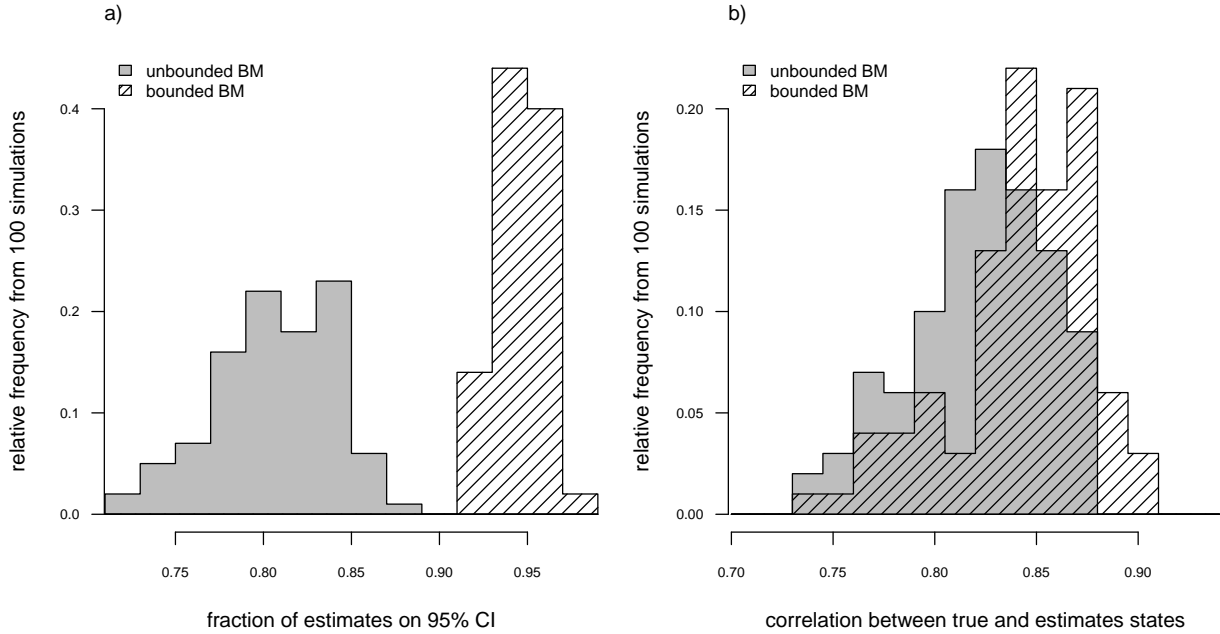 a)
unbounded BM
bounded BM
relative frequency from 100 simulations
0.4
0.3
0.2
0.1
0.0
0.75 0.80 0.85 0.90 0.95
fraction of estimates on 95% CI
b)
unbounded BM
bounded BM
relative frequency from 100 simulations
0.20
0.15
0.10
0.05
0.00
0.70 0.75 0.80 0.85 0.90
correlation between true and estimates states